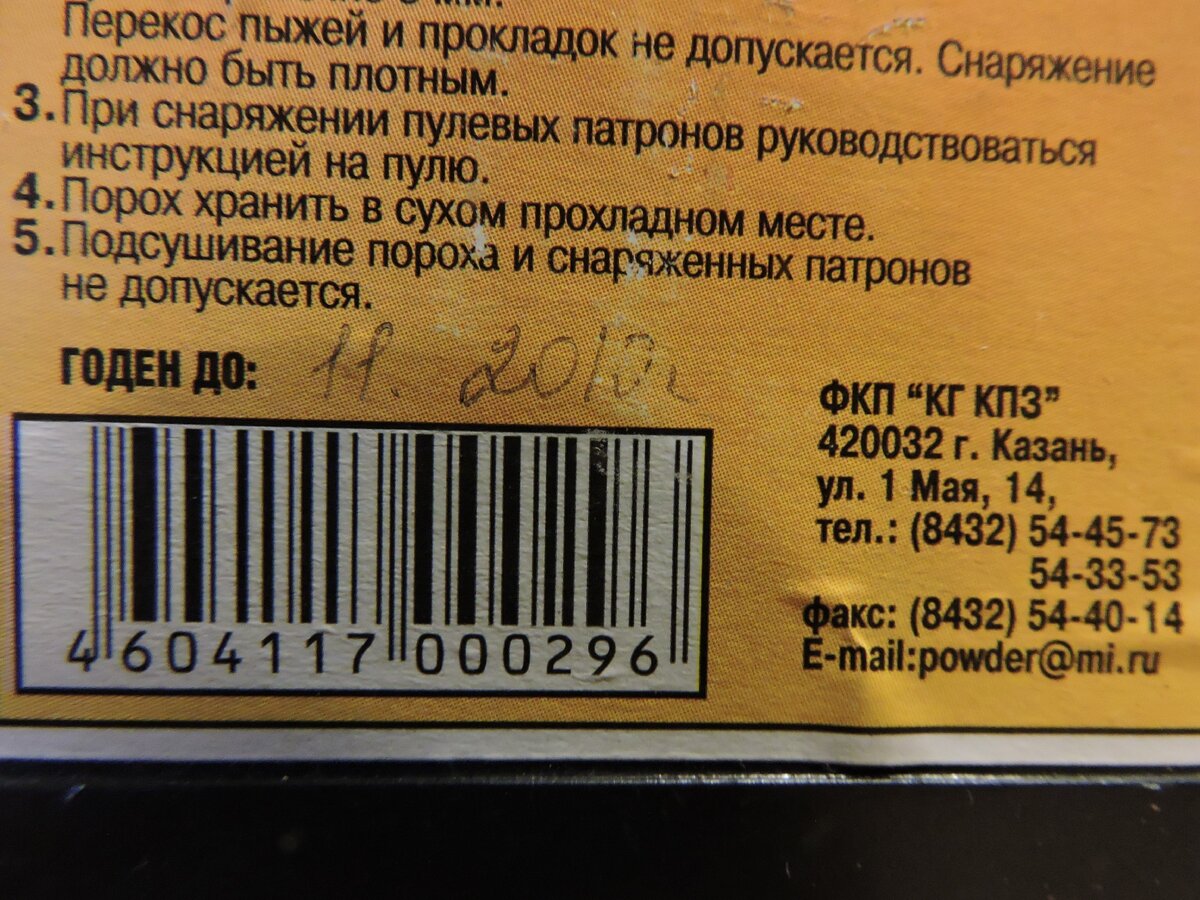 Перекос пыжей и прокладок не допускается. Снаряжение
должно быть плотным.
3. При снаряжении пулевых патронов руководствоваться
инструкцией на пулю.
4. Порох хранить в сухом прохладном месте.
5. Подсушивание пороха и снаряженных патронов
не допускается.
ГОДЕН ДО: 11.
ФКП “КГ КПЗ”
420032 г. Казань,
ул. 1 Мая, 14,
тел.: (8432) 54-45-73
54-33-53
факс: (8432) 54-40-14
E-mail:powder@mi.ru
4 604117 000296